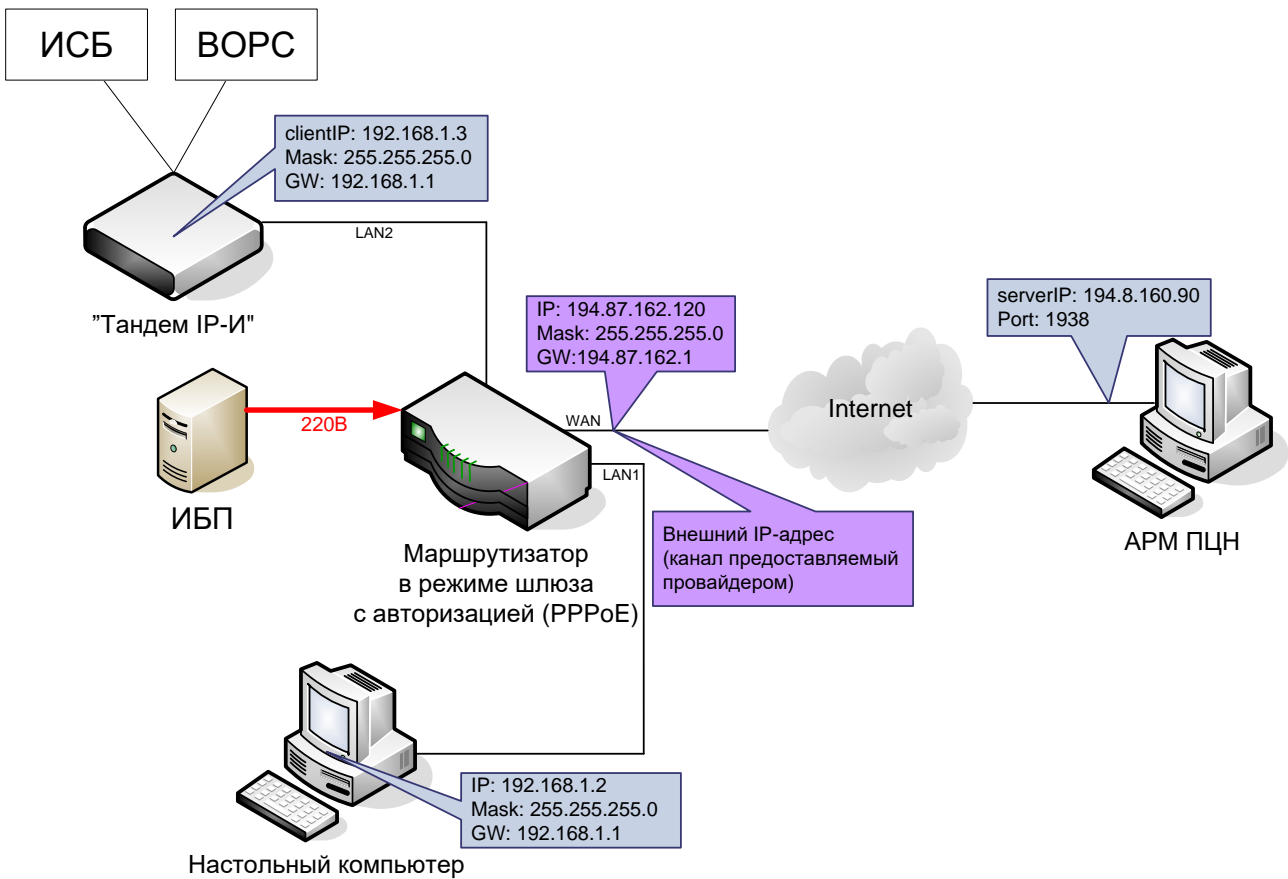 ИСБ
ВОРС
clientIP: 192.168.1.3
Mask: 255.255.255.0
GW: 192.168.1.1
LAN2
”Тандем IP-И"
IP: 194.87.162.120
Mask: 255.255.255.0
GW:194.87.162.1
serverIP: 194.8.160.90
Port: 1938
220В
WAN
Internet
LAN1
ИБП
Маршрутизатор
в режиме шлюза
с авторизацией (PPPoE)
Внешний IP-адрес
(канал предоставляемый
провайдером)
АРМ ПЦН
IP: 192.168.1.2
Mask: 255.255.255.0
GW: 192.168.1.1
Настольный компьютер